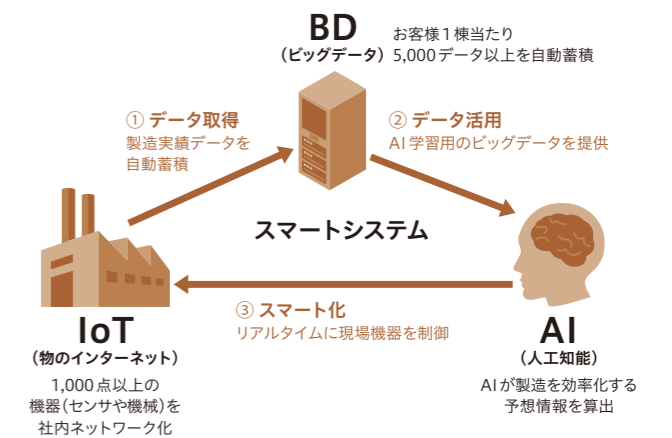 BD
(ビッグデータ)
お客様1棟当たり
5,000データ以上を自動蓄積
① データ取得
製造実績データを
自動蓄積
② データ活用
AI学習用のビッグデータを提供
スマートシステム
③ スマート化
リアルタイムに現場機器を制御
IoT
(物のインターネット)
1,000点以上の
機器(センサや機械)を
社内ネットワーク化
AI
(人工知能)
AIが製造を効率化する
予想情報を算出